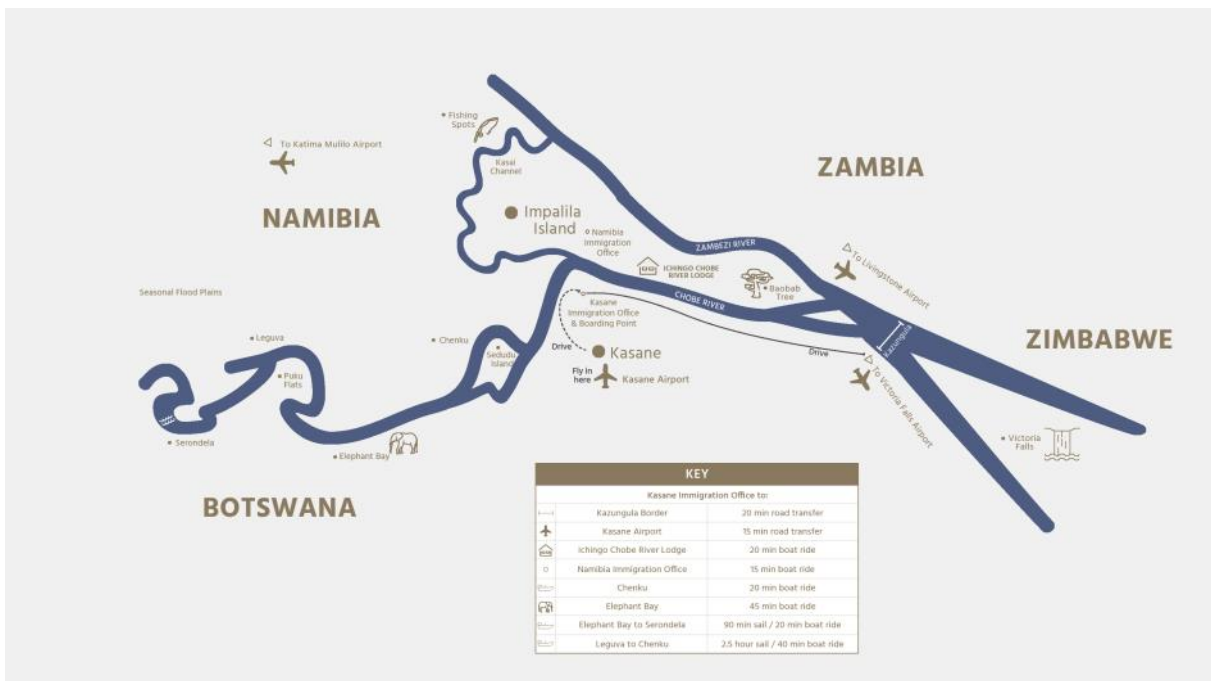 Fishing
Spots
To Katima Mulilo Airport
Kasai
Channel
ZAMBIA
NAMIBIA
Impalila
Island
Namibia
Immigration
Office
ZAMBEZI RIVER
To Livingstone Airport
ICHINGO CHOBE
RIVER LODGE
Baobab
Tree
CHOBE RIVER
Seasonal Flood Plains
Kasane
Immigration Office
& Boarding Point
Kazungula
ZIMBABWE
Leguva
Chenku
Sedudu
Island
Drive
Kasane
Drive
Fly in
here
Kasane Airport
To Victoria Falls Airport
Puku
Flats
Serondela
Elephant Bay
Victoria
Falls
BOTSWANA
KEY
Kasane Immigration Office to:
Kazungula Border 20 min road transfer
Kasane Airport 15 min road transfer
Ichingo Chobe River Lodge 20 min boat ride
Namibia Immigration Office 15 min boat ride
Chenku 20 min boat ride
Elephant Bay 45 min boat ride
Elephant Bay to Serondela 90 min sail / 20 min boat ride
Leguva to Chenku 2.5 hour sail / 40 min boat ride